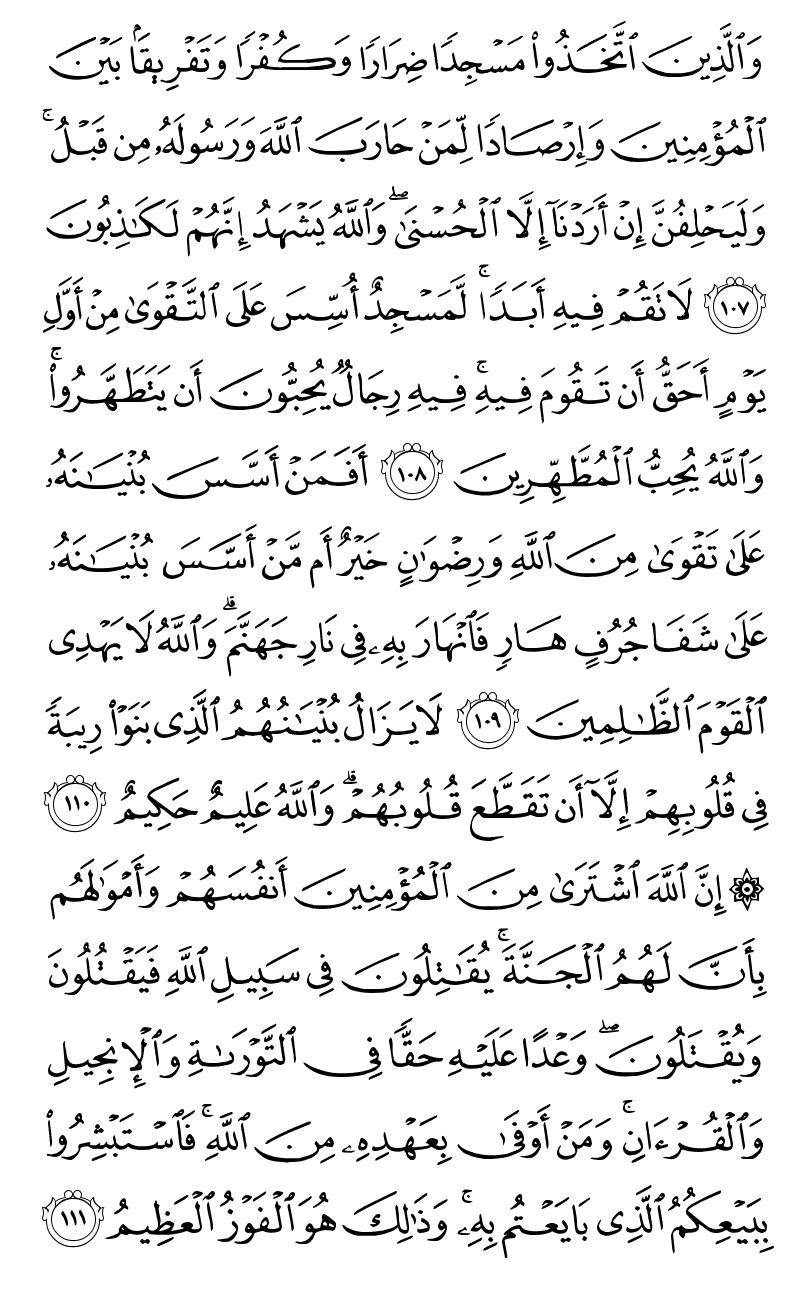 وَٱلَّذِينَ ٱتَّخَذُوا۟ مَسْجِدًا ضِرَارًا وَكُفْرًا وَتَفْرِيقًۢا بَيْنَ
ٱلْمُؤْمِنِينَ وَإِرْصَادًا لِّمَنْ حَارَبَ ٱللَّهَ وَرَسُولَهُۥ مِن قَبْلُ ۚ
وَلَيَحْلِفُنَّ إِنْ أَرَدْنَآ إِلَّا ٱلْحُسْنَىٰ ۖ وَٱللَّهُ يَشْهَدُ إِنَّهُمْ لَكَٰذِبُونَ
﴿١٠٧﴾ لَا تَقُمْ فِيهِ أَبَدًا ۚ لَّمَسْجِدٌ أُسِّسَ عَلَى ٱلتَّقْوَىٰ مِنْ أَوَّلِ
يَوْمٍ أَحَقُّ أَن تَقُومَ فِيهِ ۚ فِيهِ رِجَالٌ يُحِبُّونَ أَن يَتَطَهَّرُوا۟ ۚ
وَٱللَّهُ يُحِبُّ ٱلْمُطَّهِّرِينَ ﴿١٠٨﴾ أَفَمَنْ أَسَّسَ بُنْيَٰنَهُۥ
عَلَىٰ تَقْوَىٰ مِنَ ٱللَّهِ وَرِضْوَٰنٍ خَيْرٌ أَم مَّنْ أَسَّسَ بُنْيَٰنَهُۥ
عَلَىٰ شَفَا جُرُفٍ هَارٍ فَٱنْهَارَ بِهِۦ فِى نَارِ جَهَنَّمَ ۗ وَٱللَّهُ لَا يَهْدِى
ٱلْقَوْمَ ٱلظَّٰلِمِينَ ﴿١٠٩﴾ لَا يَزَالُ بُنْيَٰنُهُمُ ٱلَّذِى بَنَوْا۟ رِيبَةً
فِى قُلُوبِهِمْ إِلَّآ أَن تَقَطَّعَ قُلُوبُهُمْ ۗ وَٱللَّهُ عَلِيمٌ حَكِيمٌ ﴿١١٠﴾
۞ إِنَّ ٱللَّهَ ٱشْتَرَىٰ مِنَ ٱلْمُؤْمِنِينَ أَنفُسَهُمْ وَأَمْوَٰلَهُم
بِأَنَّ لَهُمُ ٱلْجَنَّةَ ۚ يُقَٰتِلُونَ فِى سَبِيلِ ٱللَّهِ فَيَقْتُلُونَ
وَيُقْتَلُونَ ۖ وَعْدًا عَلَيْهِ حَقًّا فِى ٱلتَّوْرَىٰةِ وَٱلْإِنجِيلِ
وَٱلْقُرْءَانِ ۚ وَمَنْ أَوْفَىٰ بِعَهْدِهِۦ مِنَ ٱللَّهِ ۚ فَٱسْتَبْشِرُوا۟
بِبَيْعِكُمُ ٱلَّذِى بَايَعْتُم بِهِۦ ۚ وَذَٰلِكَ هُوَ ٱلْفَوْزُ ٱلْعَظِيمُ ﴿١١١﴾